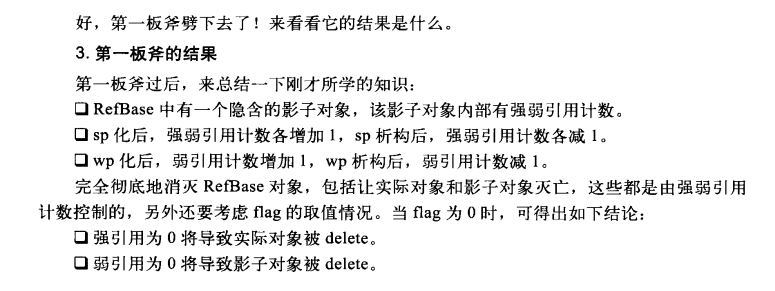 好，第一板斧劈下去了！来看看它的结果是什么。
3. 第一板斧的结果
第一板斧过后，来总结一下刚才所学的知识：
❑ RefBase 中有一个隐含的影子对象，该影子对象内部有强弱引用计数。
❑ sp 化后，强弱引用计数各增加 1，sp 析构后，强弱引用计数各减 1。
❑ wp 化后，弱引用计数增加 1，wp 析构后，弱引用计数减 1。
完全彻底地消灭 RefBase 对象，包括让实际对象和影子对象灭亡，这些都是由强弱引用
计数控制的，另外还要考虑 flag 的取值情况。当 flag 为 0 时，可得出如下结论：
❑ 强引用为 0 将导致实际对象被 delete。
❑ 弱引用为 0 将导致影子对象被 delete。